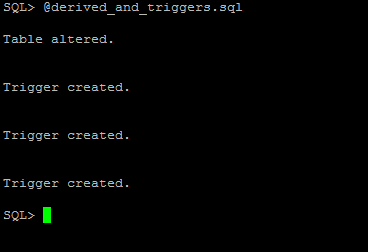 SQL> @derived_and_triggers.sql
Table altered.
Trigger created.
Trigger created.
Trigger created.
SQL>